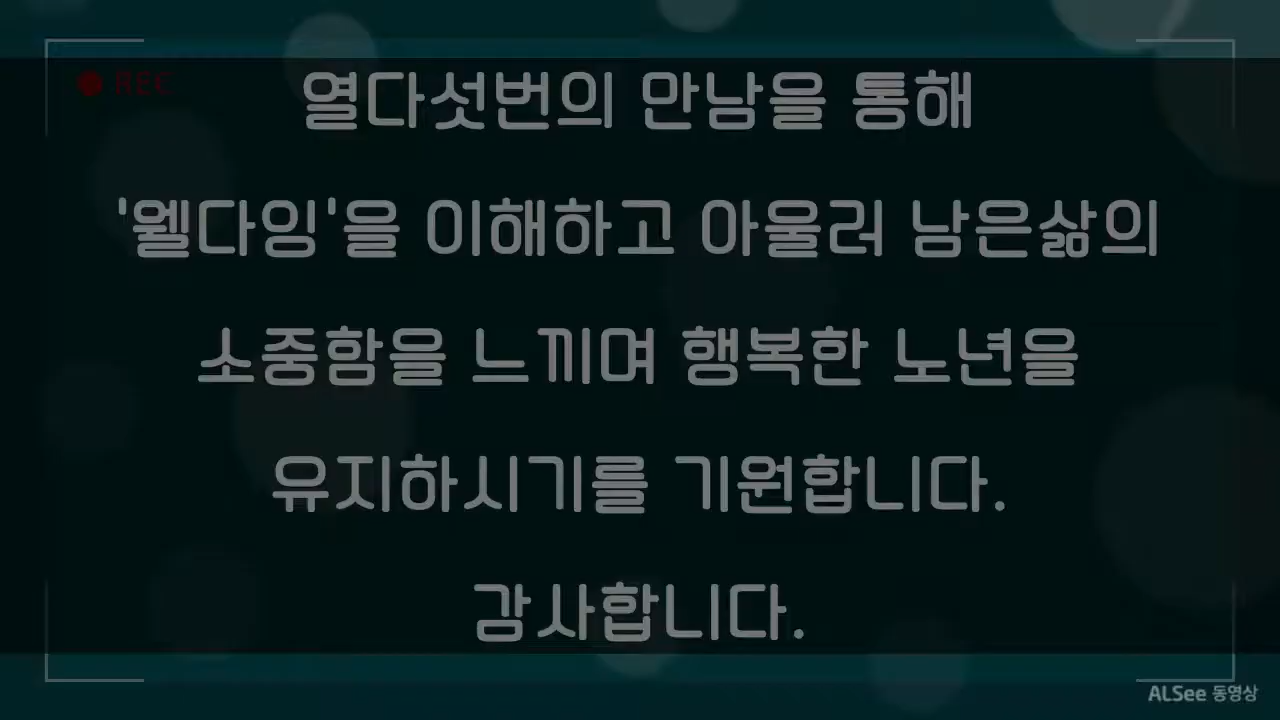 REC
열다섯번의 만남을 통해
'웰다잉'을 이해하고 아울러 남은삶의
소중함을 느끼며 행복한 노년을
유지하시기를 기원합니다.
감사합니다.
ALSee 동영상